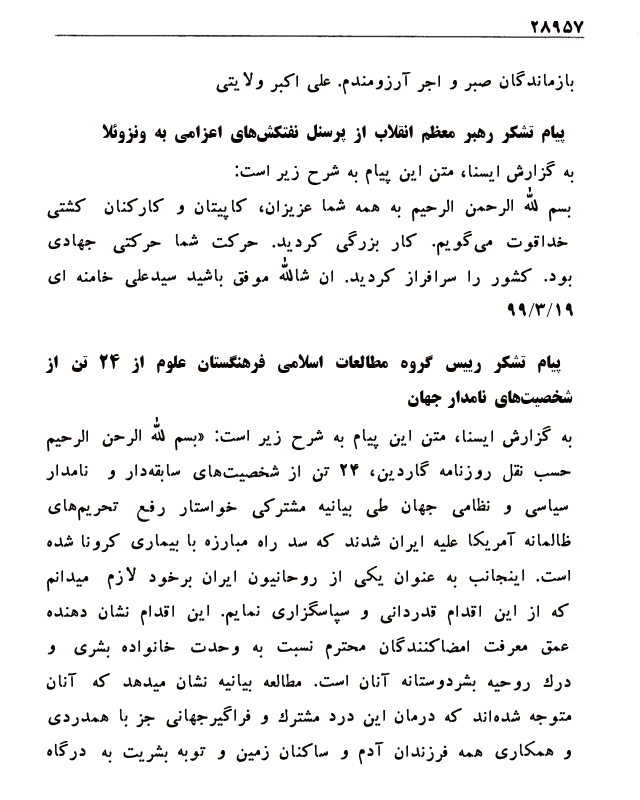 ۲۸۹۵۷
بازماندگان صبر و اجر آرزومندم. علی اکبر ولایتی
پیام تشکر رهبر معظم انقلاب از پرسنل نفتکش‌های اعزامی به ونزوئلا
به گزارش ایسنا، متن این پیام به شرح زیر است:
بسم الله الرحمن الرحیم به همه شما عزیزان، کاپیتان و کارکنان کشتی
خداقوت می‌گویم. کار بزرگی کردید. حرکت شما حرکتی جهادی
بود. کشور را سرافراز کردید. ان شالله موفق باشید سیدعلی خامنه ای
۹۹/۳/۱۹
پیام تشکر رییس گروه مطالعات اسلامی فرهنگستان علوم از ۲۴ تن از
شخصیت‌های نامدار جهان
به گزارش ایسنا، متن این پیام به شرح زیر است: «بسم الله الرحن الرحیم
حسب نقل روزنامه گاردین، ۲۴ تن از شخصیت‌های سابقه‌دار و نامدار
سیاسی و نظامی جهان طی بیانیه مشترکی خواستار رفع تحریم‌های
ظالمانه آمریکا علیه ایران شدند که سد راه مبارزه با بیماری کرونا شده
است. اینجانب به عنوان یکی از روحانیون ایران برخود لازم میدانم
که از این اقدام قدردانی و سپاسگزاری نمایم. این اقدام نشان دهنده
عمق معرفت امضاکنندگان محترم نسبت به وحدت خانواده بشری و
درك روحیه بشردوستانه آنان است. مطالعه بیانیه نشان میدهد که آنان
متوجه شده‌اند که درمان این درد مشترك و فراگیرجهانی جز با همدردی
و همکاری همه فرزندان آدم و ساکنان زمین و توبه بشریت به درگاه